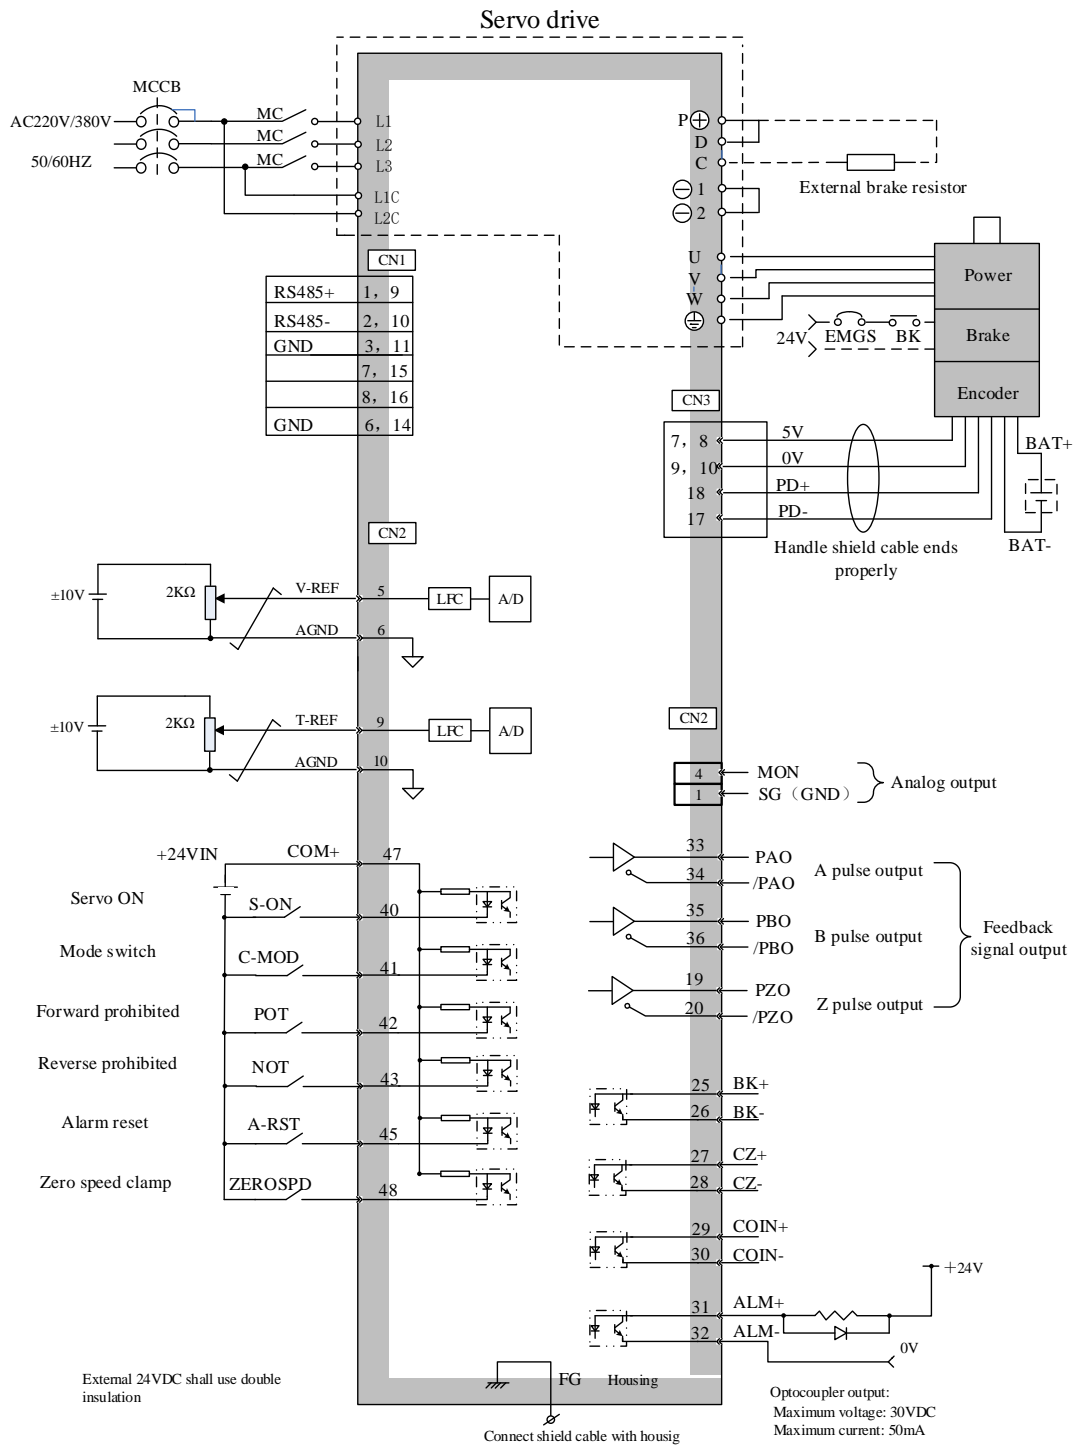 Servo drive
MCCB
AC220V/380V
50/60HZ
MC
MC
MC
L1
L2
L3
L1C
L2C
P
D
C
1
2
External brake resistor
U
V
W
Power
24V
EMGS
BK
Brake
Encoder
CN1
RS485+ 1, 9
RS485- 2, 10
GND 3, 11
7, 15
8, 16
GND 6, 14
CN3
7, 8 5V
9, 10 0V
18 PD+
17 PD-
BAT+
BAT-
Handle shield cable ends
properly
CN2
±10V
2KΩ
V-REF
5
LFC
A/D
AGND
6
±10V
2KΩ
T-REF
9
LFC
A/D
AGND
10
CN2
4 MON
1 SG（GND）
Analog output
+24VIN
COM+
47
Servo ON
S-ON
40
Mode switch
C-MOD
41
Forward prohibited
POT
42
Reverse prohibited
NOT
43
Alarm reset
A-RST
45
Zero speed clamp
ZEROSPD
48
33 PAO
34 /PAO
A pulse output
35 PBO
36 /PBO
B pulse output
19 PZO
20 /PZO
Z pulse output
Feedback
signal output
25 BK+
26 BK-
27 CZ+
28 CZ-
29 COIN+
30 COIN-
31 ALM+
32 ALM-
+24V
0V
External 24VDC shall use double
insulation
FG Housing
Connect shield cable with housig
Optocoupler output:
Maximum voltage: 30VDC
Maximum current: 50mA